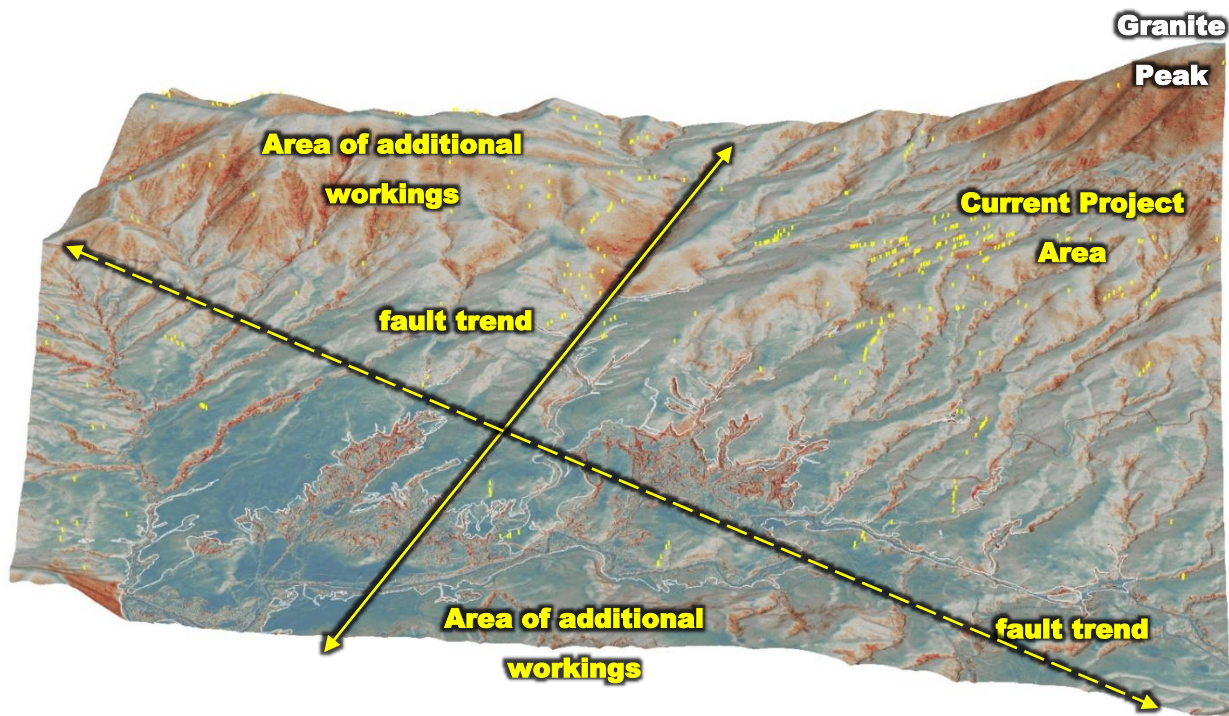 Granite
Peak
Area of additional
workings
Current Project
Area
fault trend
Area of additional
workings
fault trend